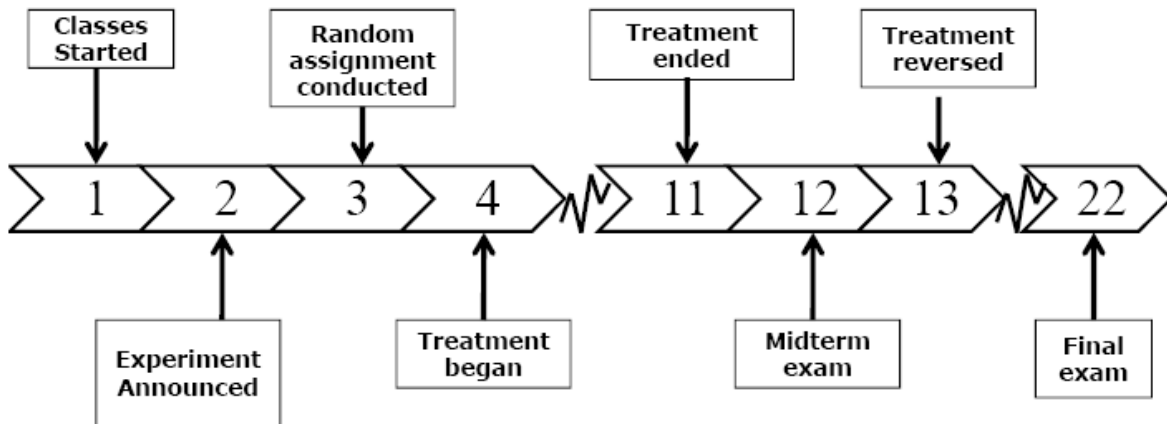 Classes
Started
Random
assignment
conducted
Treatment
ended
Treatment
reversed
1 2 3 4 11 12 13 22
Experiment
Announced
Treatment
began
Midterm
exam
Final
exam